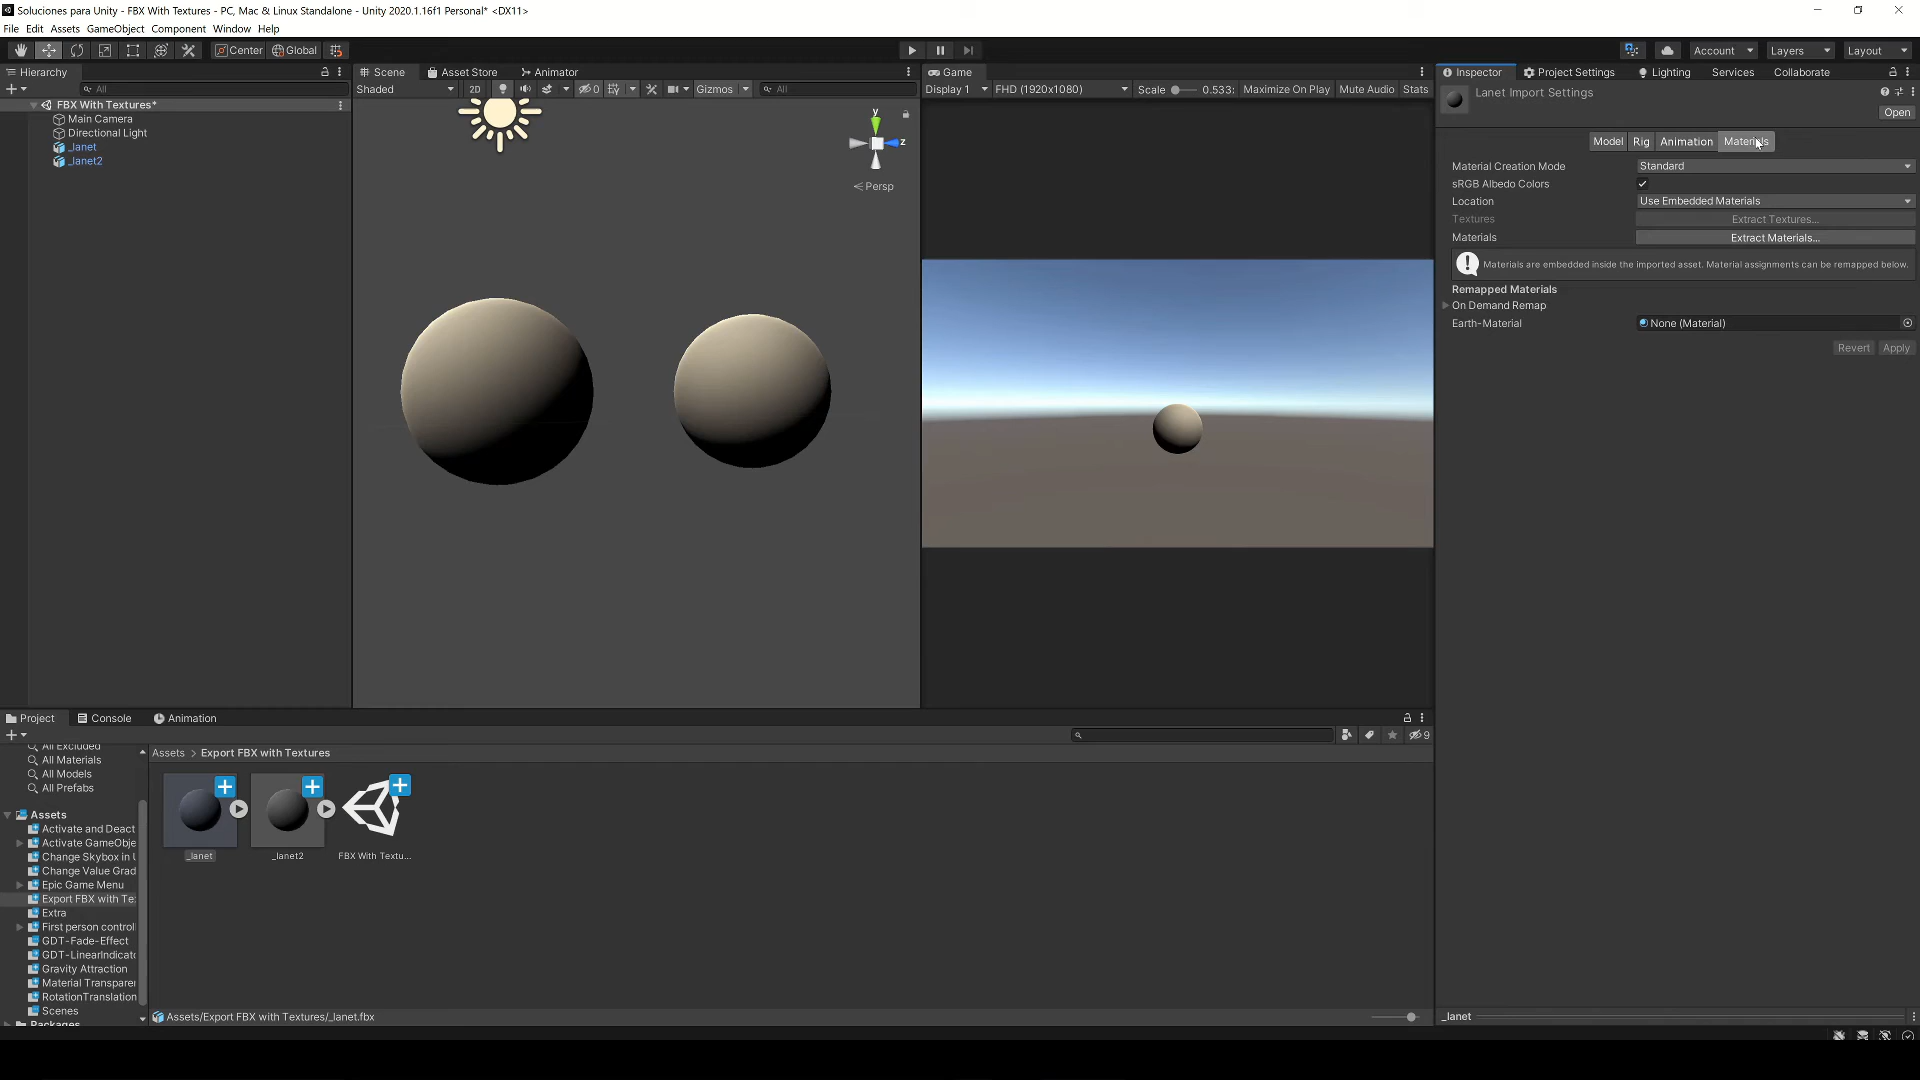 Soluciones para Unity - FBX With Textures - PC, Mac & Linux Standalone - Unity 2020.1.16f1 Personal* <DX11>
File Edit Assets GameObject Component Window Help
Center Global Account Layers Layout
Hierarchy
All
FBX With Textures*
Main Camera
Directional Light
_lanet
_lanet2
Scene Asset Store Animator
Shaded 2D 0 Gizmos All
y
z
Persp
Game
Display 1 FHD (1920x1080) Scale 0.533: Maximize On Play Mute Audio Stats
Inspector Project Settings Lighting Services Collaborate
Lanet Import Settings
Open
Model Rig Animation Materials
Material Creation Mode Standard
sRGB Albedo Colors
Location Use Embedded Materials
Textures Extract Textures...
Materials Extract Materials...
Materials are embedded inside the imported asset. Material assignments can be remapped below.
Remapped Materials
On Demand Remap
Earth-Material None (Material)
Revert Apply
Project Console Animation
9
All Excluded
All Materials
All Models
All Prefabs
Assets
Activate and Deact
Activate GameObje
Change Skybox in U
Change Value Grad
Epic Game Menu
Export FBX with Te
Extra
First person control
GDT-Fade-Effect
GDT-LinearIndicato
Gravity Attraction
Material Transparen
RotationTranslation
Scenes
Packages
Assets > Export FBX with Textures
_lanet _lanet2 FBX With Textu...
Assets/Export FBX with Textures/_lanet.fbx
_lanet